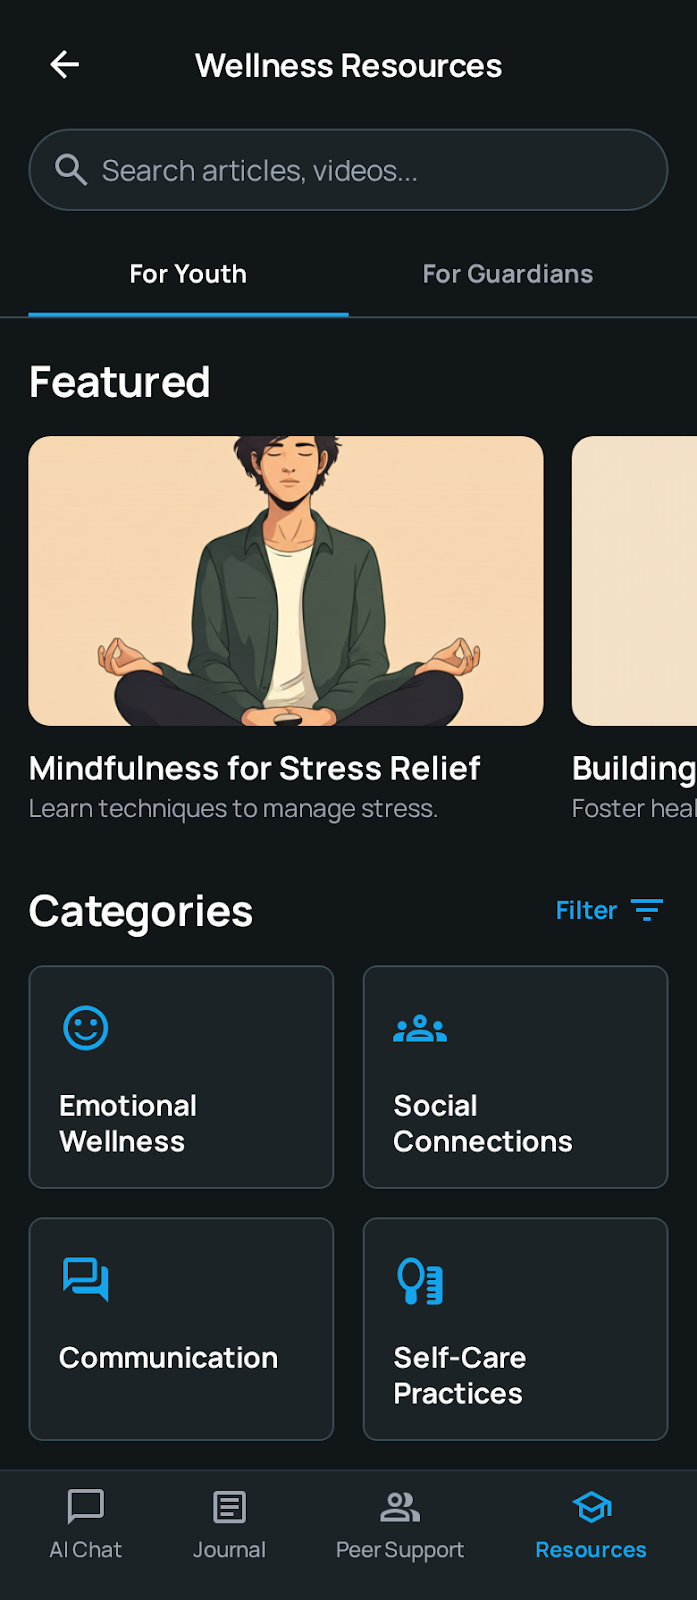 Wellness Resources
Search articles, videos...
For Youth
For Guardians
Featured
Mindfulness for Stress Relief
Learn techniques to manage stress.
Building
Foster heal
Categories
Filter
Emotional
Wellness
Social
Connections
Communication
Self-Care
Practices
AI Chat
Journal
Peer Support
Resources